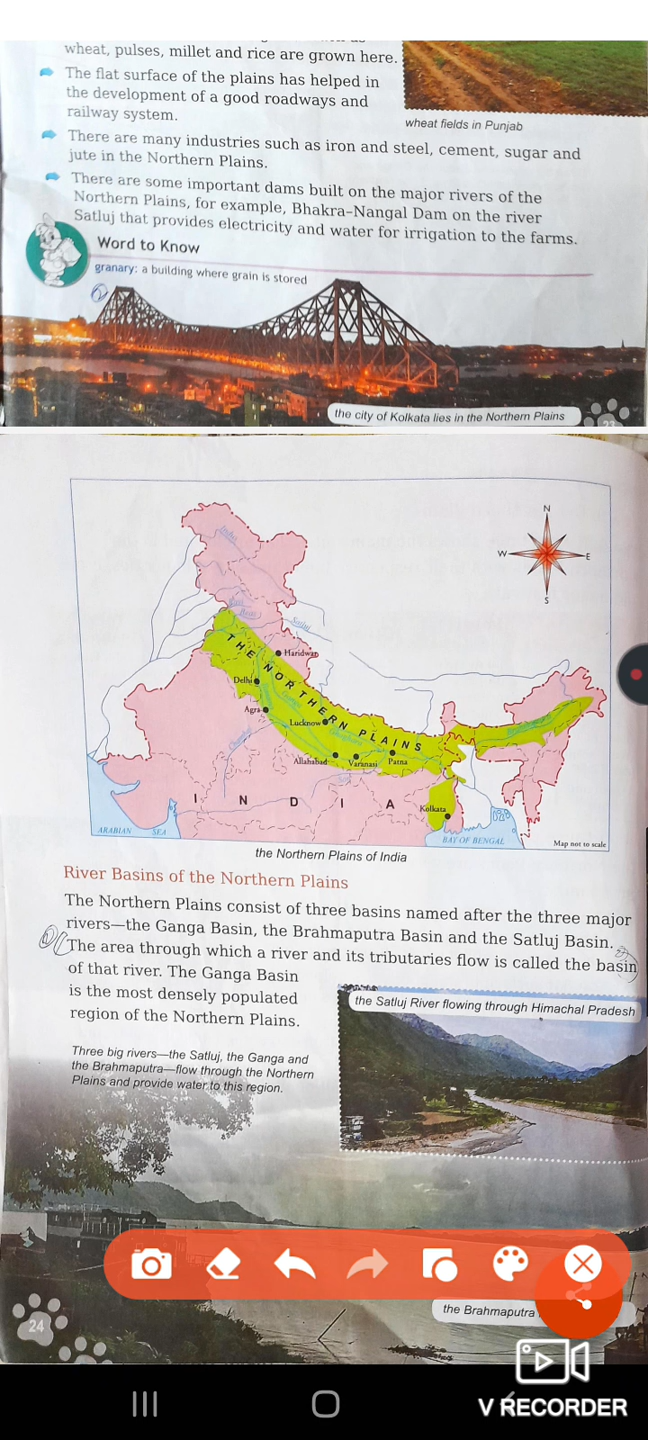 wheat, pulses, millet and rice are grown here.
The flat surface of the plains has helped in
the development of a good roadways and
railway system.
wheat fields in Punjab
There are many industries such as iron and steel, cement, sugar and
jute in the Northern Plains.
There are some important dams built on the major rivers of the
Northern Plains, for example, Bhakra–Nangal Dam on the river
Satluj that provides electricity and water for irrigation to the farms.
Word to Know
granary: a building where grain is stored
the city of Kolkata lies in the Northern Plains
23
N
W E
S
Indus
Ravi
Beas
Satluj
THE NORTHERN PLAINS
Haridwar
Delhi
Agra
Lucknow
Allahabad
Varanasi
Patna
INDIA
Kolkata
ARABIAN SEA
BAY OF BENGAL
Map not to scale
the Northern Plains of India
River Basins of the Northern Plains
The Northern Plains consist of three basins named after the three major
rivers—the Ganga Basin, the Brahmaputra Basin and the Satluj Basin.
The area through which a river and its tributaries flow is called the basin
of that river. The Ganga Basin
is the most densely populated
region of the Northern Plains.
the Satluj River flowing through Himachal Pradesh
Three big rivers—the Satluj, the Ganga and
the Brahmaputra—flow through the Northern
Plains and provide water to this region.
the Brahmaputra
24
V RECORDER